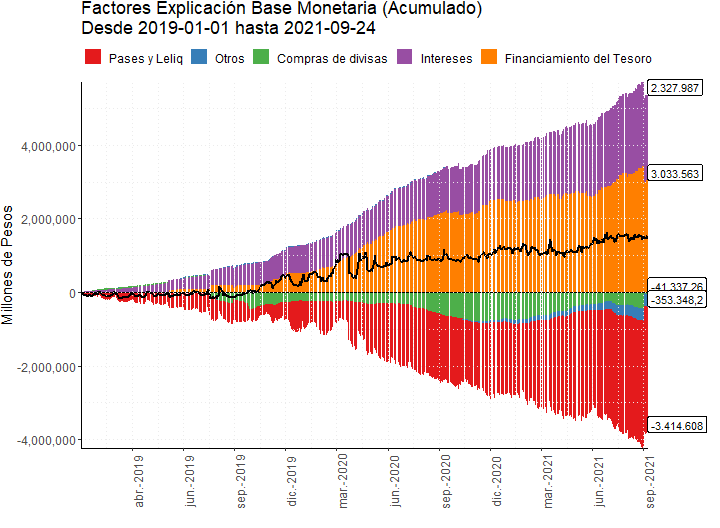 Factores Explicación Base Monetaria (Acumulado)
Desde 2019-01-01 hasta 2021-09-24
Pases y Leliq Otros Compras de divisas Intereses Financiamiento del Tesoro
Millones de Pesos
4,000,000
2,000,000
0
-2,000,000
-4,000,000
2.327.987
3.033.563
-41.337,26
-353.348,2
-3.414.608
abr.-2019
jun.-2019
sep.-2019
dic.-2019
mar.-2020
jun.-2020
sep.-2020
dic.-2020
mar.-2021
jun.-2021
sep.-2021